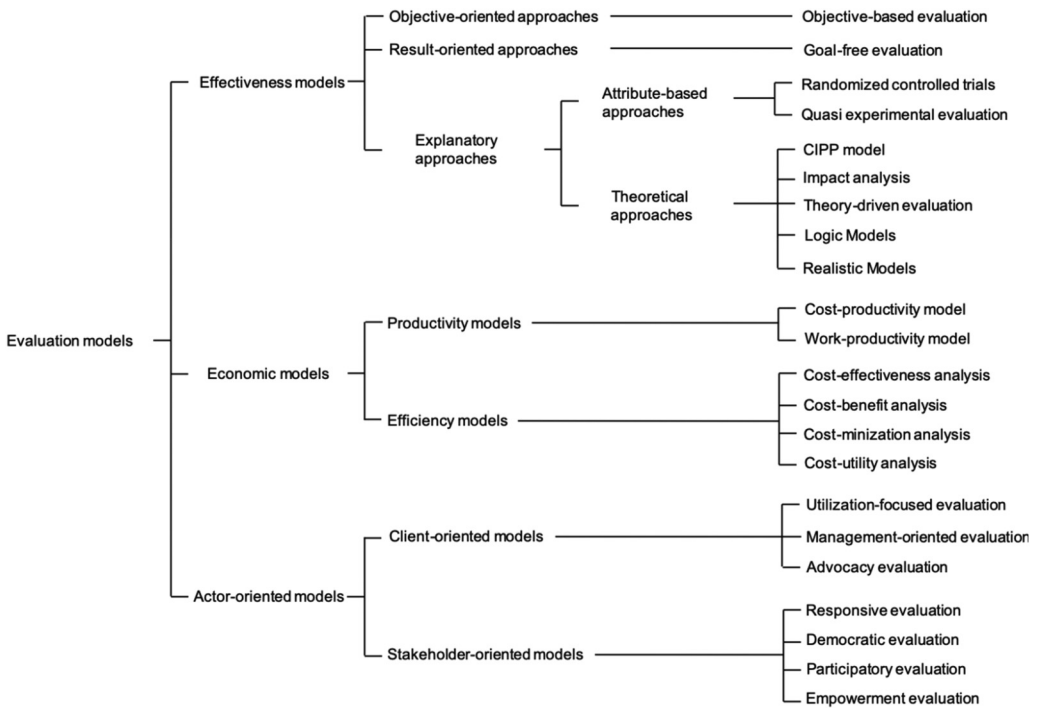 Evaluation models
Effectiveness models
Objective-oriented approaches
Objective-based evaluation
Result-oriented approaches
Goal-free evaluation
Explanatory
approaches
Attribute-based
approaches
Randomized controlled trials
Quasi experimental evaluation
Theoretical
approaches
CIPP model
Impact analysis
Theory-driven evaluation
Logic Models
Realistic Models
Economic models
Productivity models
Cost-productivity model
Work-productivity model
Efficiency models
Cost-effectiveness analysis
Cost-benefit analysis
Cost-minization analysis
Cost-utility analysis
Actor-oriented models
Client-oriented models
Utilization-focused evaluation
Management-oriented evaluation
Advocacy evaluation
Stakeholder-oriented models
Responsive evaluation
Democratic evaluation
Participatory evaluation
Empowerment evaluation